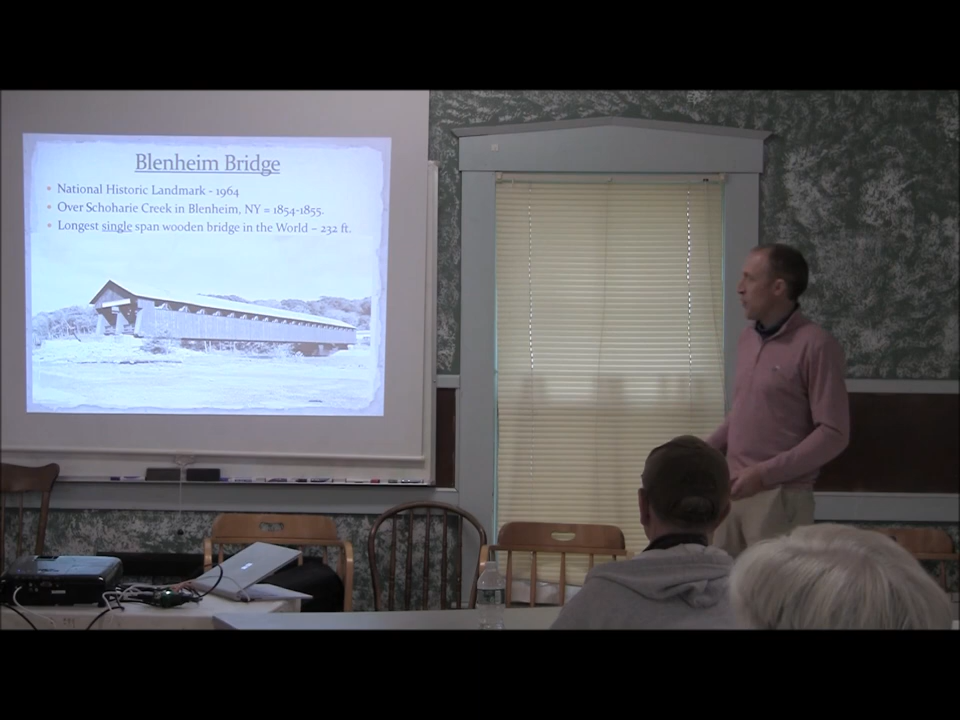 Blenheim Bridge
National Historic Landmark - 1964
Over Schoharie Creek in Blenheim, NY = 1854-1855.
Longest single span wooden bridge in the World – 232 ft.